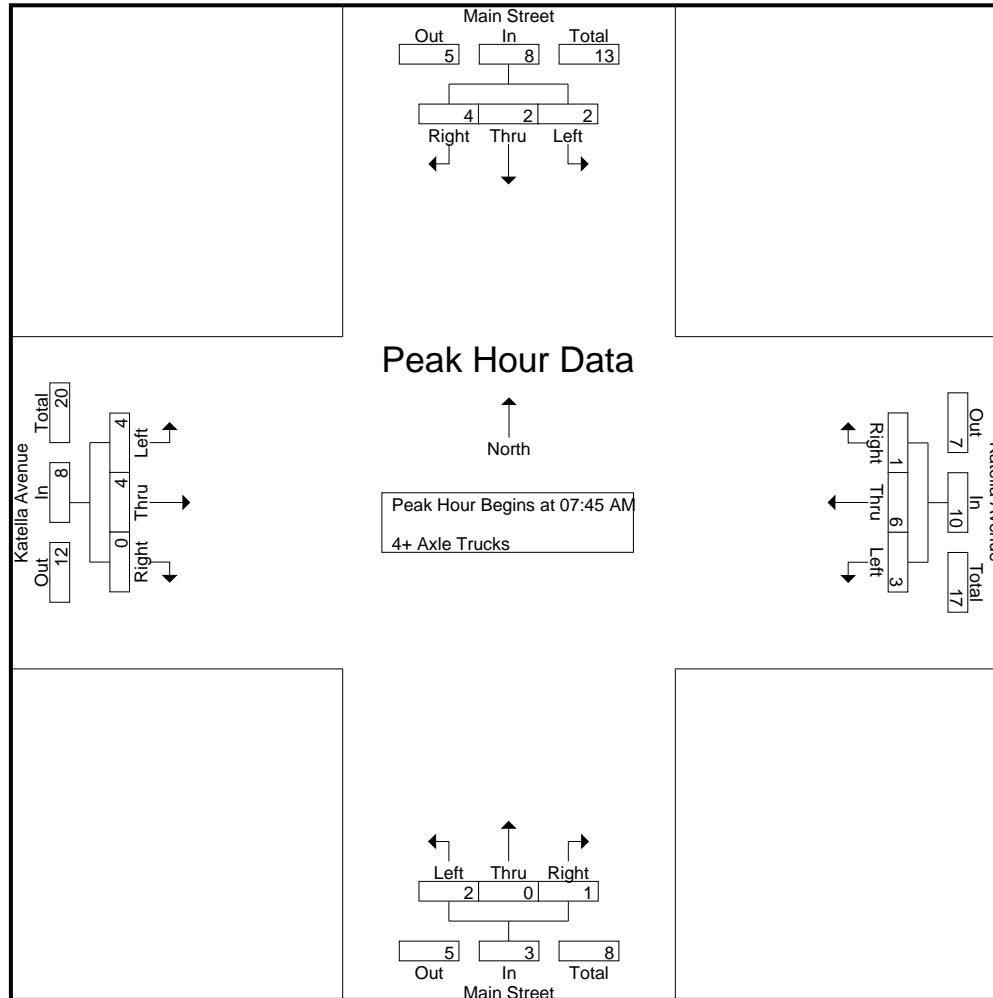 Main Street
Out In Total
5 8 13
4 2 2
Right Thru Left
Peak Hour Data
North
Peak Hour Begins at 07:45 AM
4+ Axle Trucks
Katella Avenue
Out In Total
12 8 20
Right Thru Left
0 4 4
Out In Total
7 10 17
Right Thru Left
1 6 3
Left Thru Right
2 0 1
5 3 8
Out In Total
Main Street